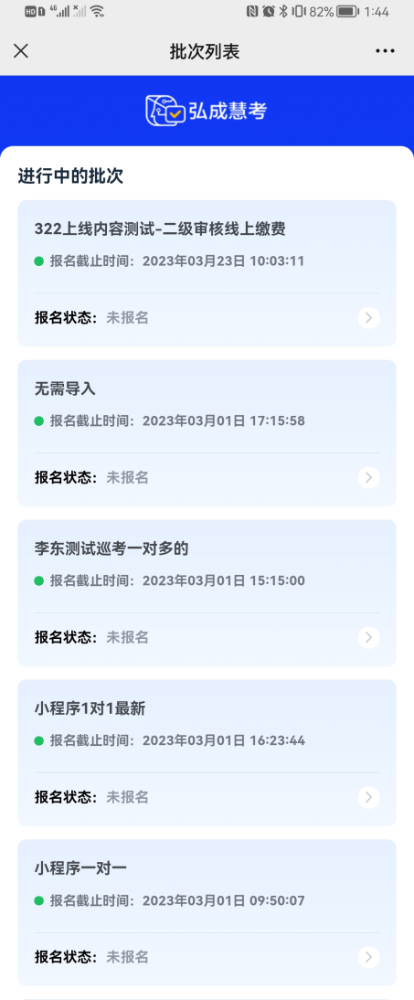 HD 1 4G 82% 1:44
批次列表
弘成慧考
进行中的批次
322上线内容测试-二级审核线上缴费
报名截止时间：2023年03月23日 10:03:11
报名状态：未报名
无需导入
报名截止时间：2023年03月01日 17:15:58
报名状态：未报名
李东测试巡考一对多的
报名截止时间：2023年03月01日 15:15:00
报名状态：未报名
小程序1对1最新
报名截止时间：2023年03月01日 16:23:44
报名状态：未报名
小程序一对一
报名截止时间：2023年03月01日 09:50:07
报名状态：未报名